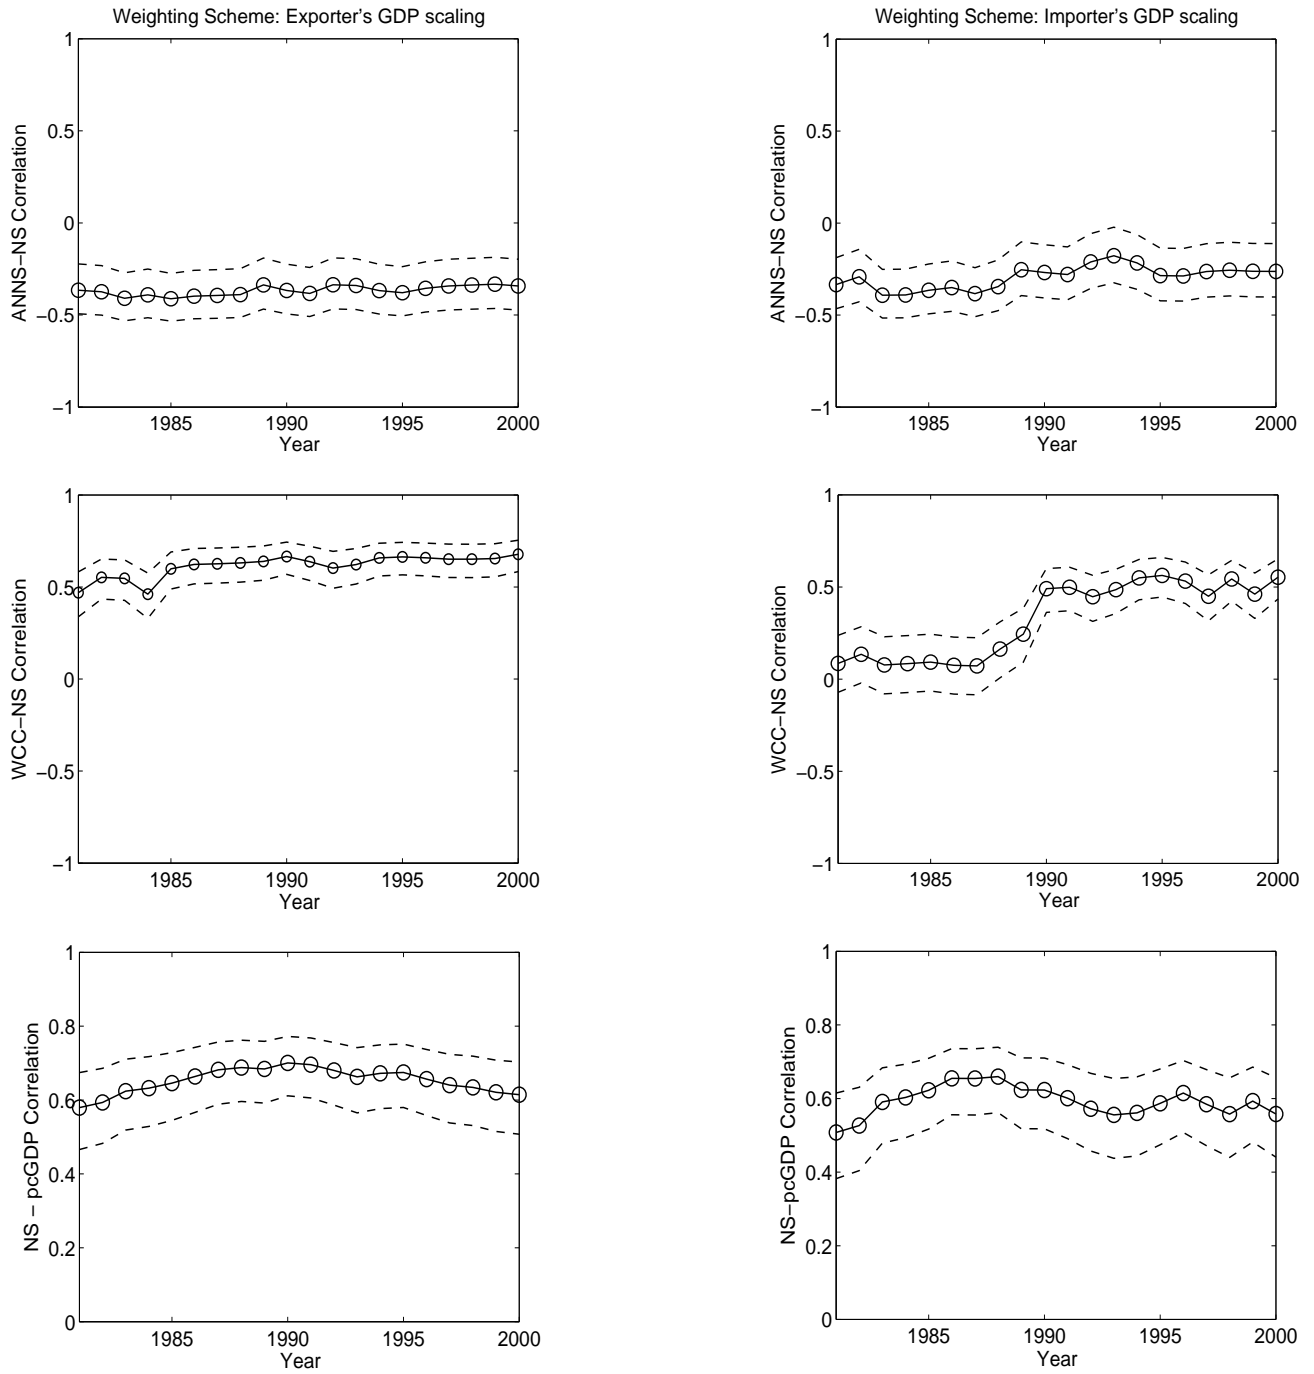 Weighting Scheme: Exporter's GDP scaling
1
0.5
0
−0.5
−1
ANNS−NS Correlation
1985 1990 1995 2000
Year
Weighting Scheme: Importer's GDP scaling
1
0.5
0
−0.5
−1
ANNS−NS Correlation
1985 1990 1995 2000
Year
1
0.5
0
−0.5
−1
WCC−NS Correlation
1985 1990 1995 2000
Year
1
0.5
0
−0.5
−1
WCC−NS Correlation
1985 1990 1995 2000
Year
1
0.8
0.6
0.4
0.2
0
NS − pcGDP Correlation
1985 1990 1995 2000
Year
1
0.8
0.6
0.4
0.2
0
NS−pcGDP Correlation
1985 1990 1995 2000
Year